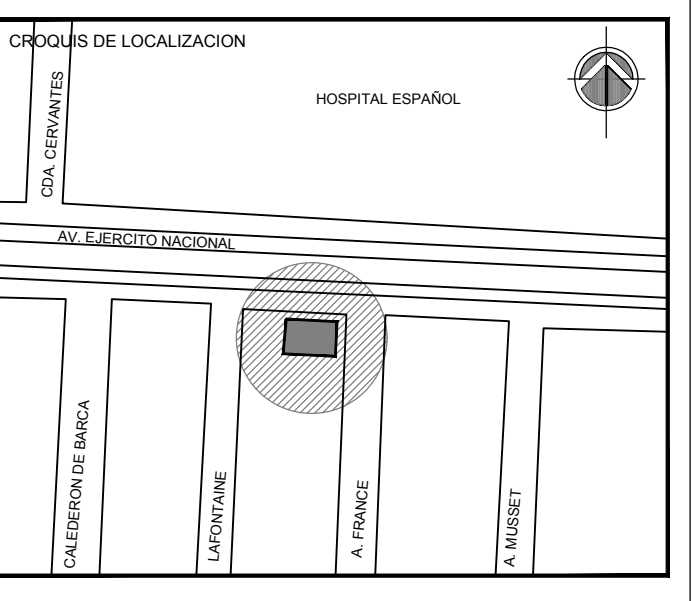 CROQUIS DE LOCALIZACION
HOSPITAL ESPAÑOL
CDA. CERVANTES
AV. EJERCITO NACIONAL
CALEDERON DE BARCA
LAFONTAINE
A. FRANCE
A. MUSSET